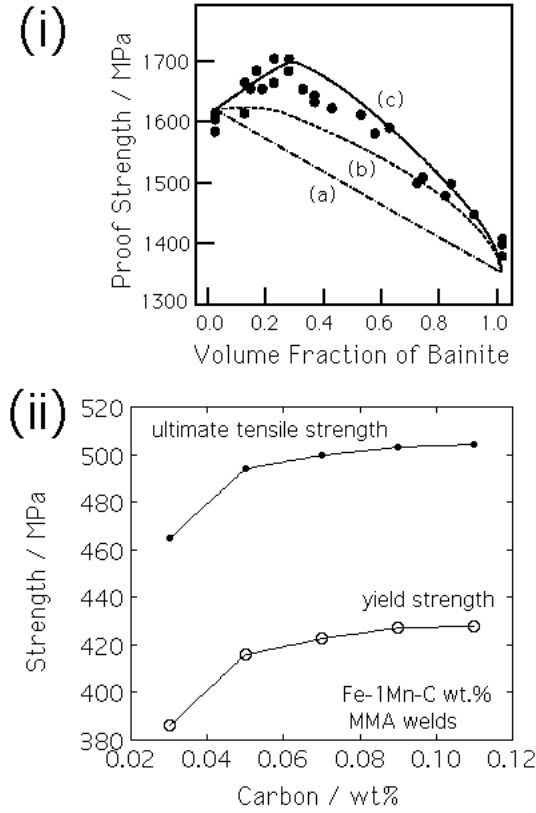 (i)
Proof Strength / MPa
1700
1600
1500
1400
1300
(c)
(b)
(a)
0.0 0.2 0.4 0.6 0.8 1.0
Volume Fraction of Bainite
(ii)
Strength / MPa
520
500
480
460
440
420
400
380
ultimate tensile strength
yield strength
Fe-1Mn-C wt.%
MMA welds
0.02 0.04 0.06 0.08 0.10 0.12
Carbon / wt%